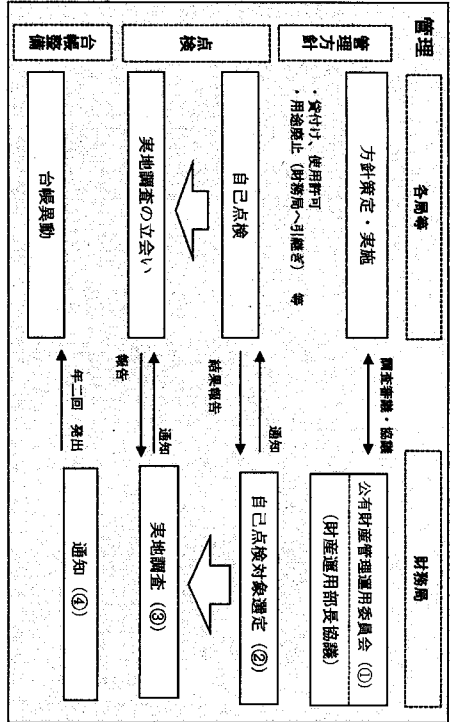 管理
各局等
財務局
管理
方針
方針策定・実施
調査審議・協議
公有財産管理運用委員会(①)
(財産運用部長協議)
・貸付け、使用許可
・用途廃止(財務局へ引継ぎ) 等
点検
自己点検
通知
結果報告
自己点検対象選定(②)
実地調査の立会い
通知
報告
実地調査(③)
台帳
整備
台帳異動
年二回 発出
通知(④)